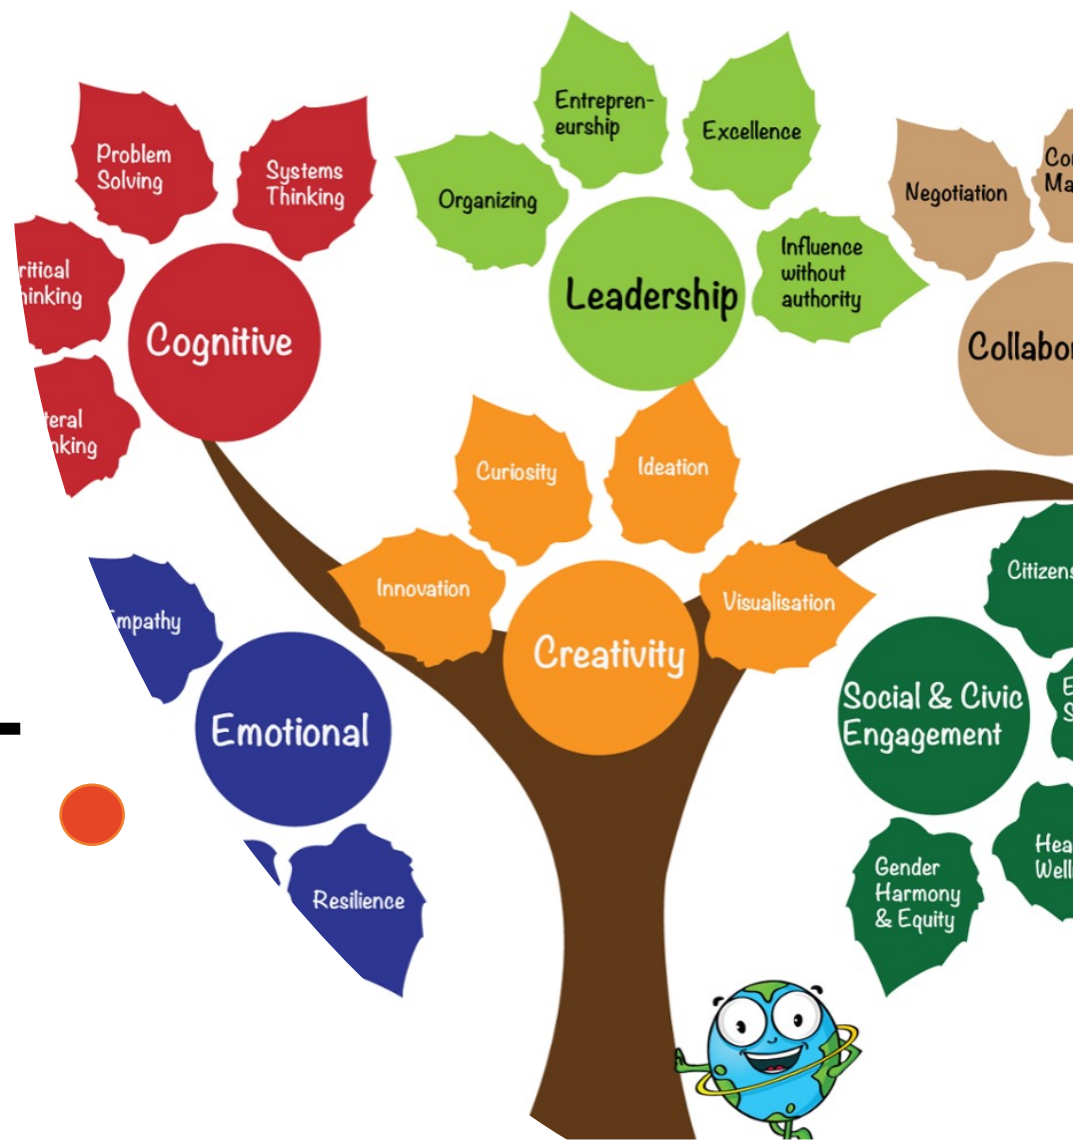 Problem
Solving
Systems
Thinking
Cognitive
Entrepren-
eurship
Excellence
Organizing
Influence
without
authority
Leadership
Negotiation
Curiosity
Ideation
Innovation
Visualisation
Creativity
Emotional
Resilience
Social & Civic
Engagement
Gender
Harmony
& Equity